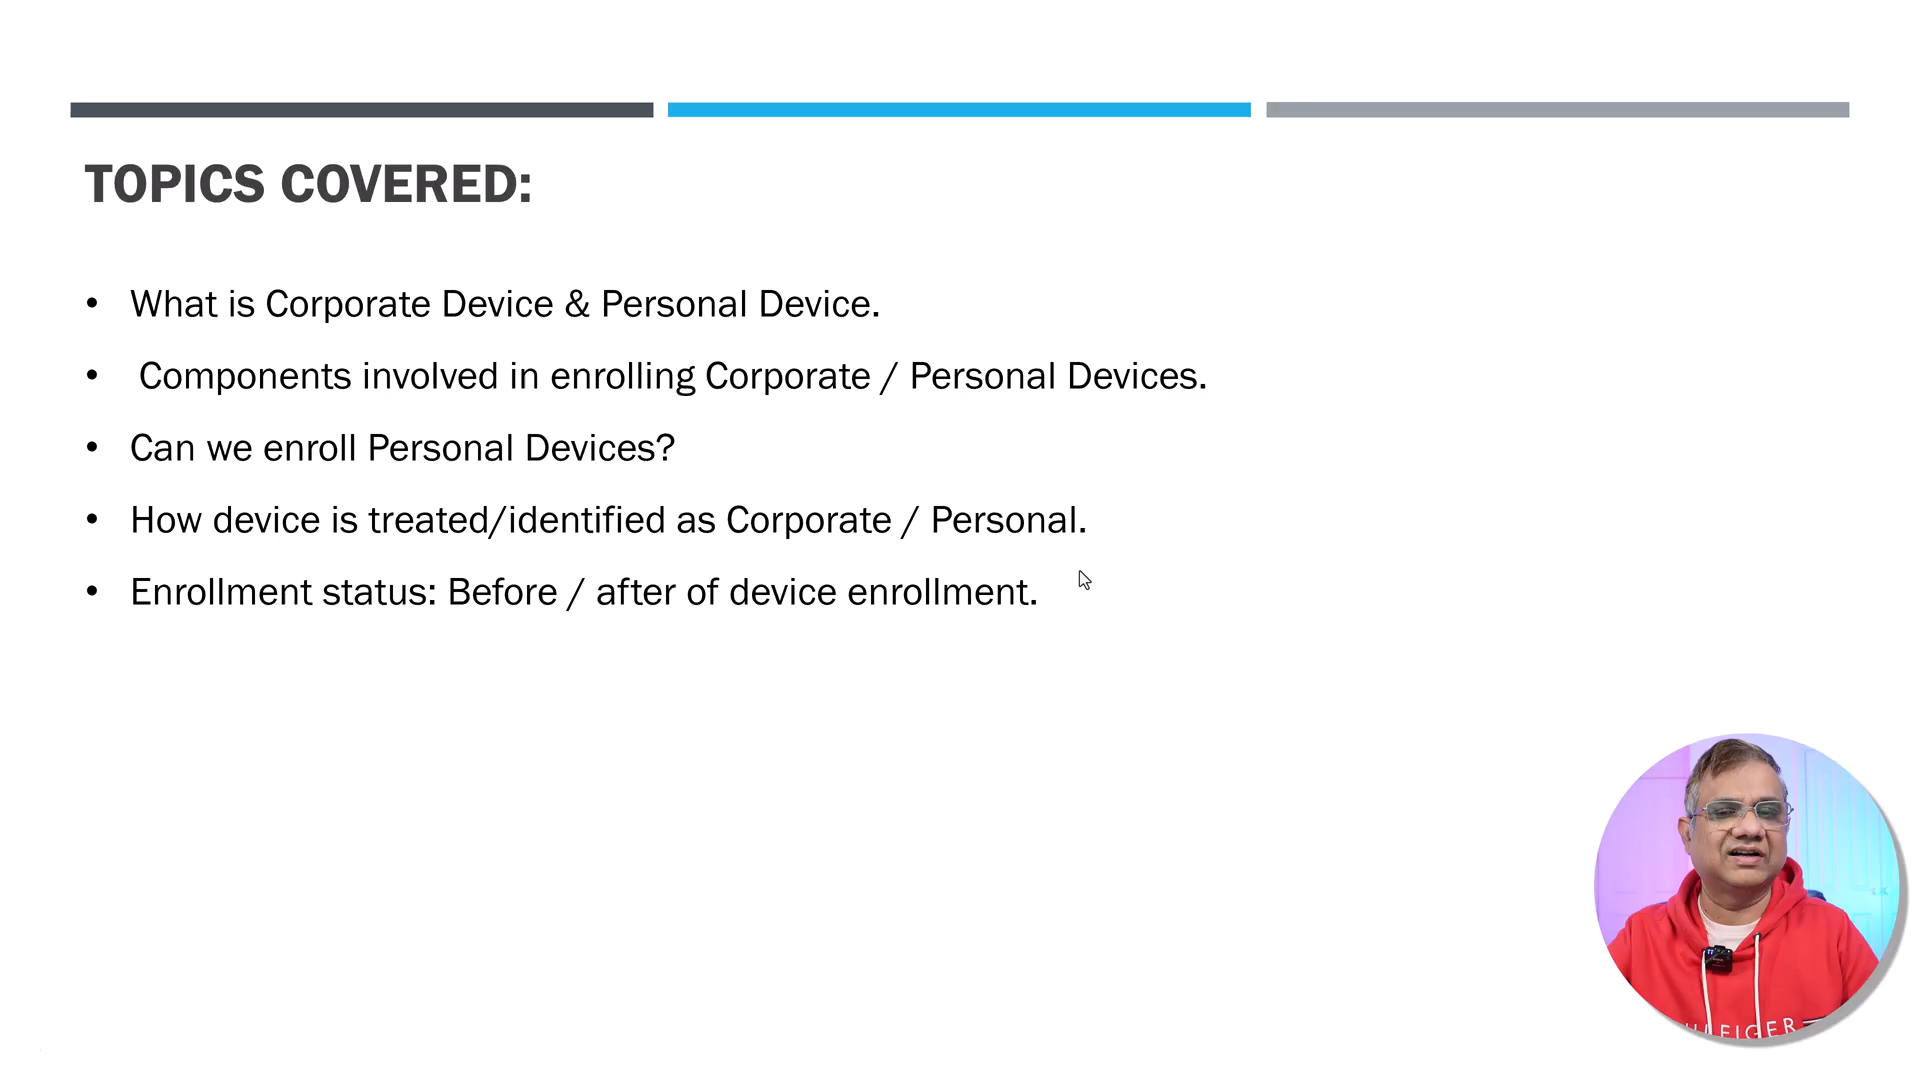 TOPICS COVERED:
• What is Corporate Device & Personal Device.
• Components involved in enrolling Corporate / Personal Devices.
• Can we enroll Personal Devices?
• How device is treated/identified as Corporate / Personal.
• Enrollment status: Before / after of device enrollment.